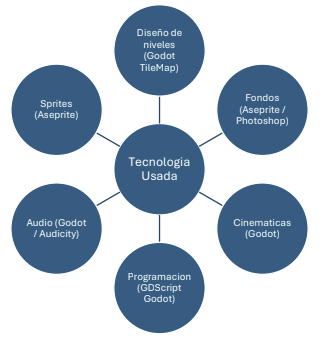 Diseño de
niveles
(Godot
TileMap)
Fondos
(Aseprite /
Photoshop)
Cinematicas
(Godot)
Programacion
(GDScript
Godot)
Audio (Godot
/ Audicity)
Sprites
(Aseprite)
Tecnologia
Usada